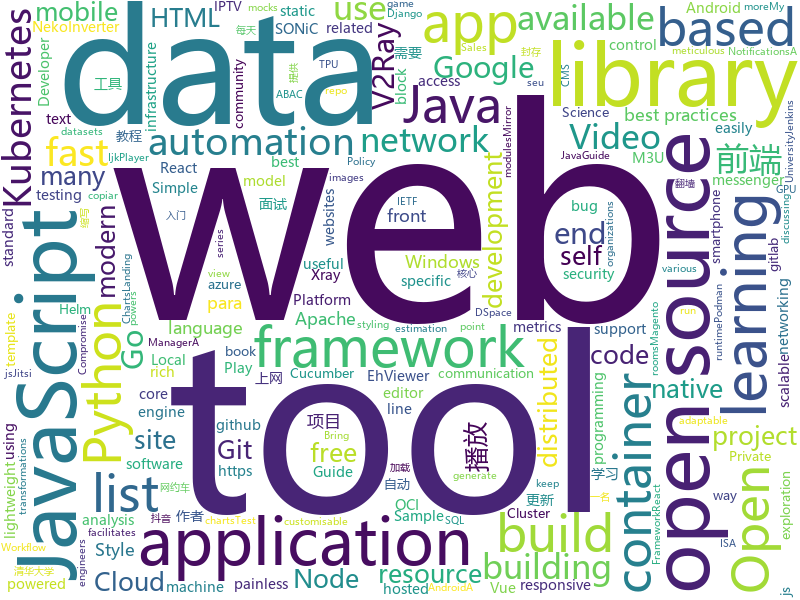 IPTV
mocks
Django
game
每天
Android
moreMy
mobile
HTML
static
use
available
based
NekoInverter
SONiC
related
control
meticulous
NotificationsA
Developer
infrastructure
data
app
library
Sales
封存
CMS
工具
提供
community
TPU
ABAC
repo
V2Ray
需要
block
access
Google
seu
Kubernetes
text
datasets
Java
Science
easily
best practices
automation
network
Video
modulesMirror
JavaGuide
UniversityJenkins
GPU
fast
教程
IjkPlayer
React
best
Policy
M3U
前端
many
testing
Simple
model
images
messenger
翻墙
copiar
面试
development
IETF
front
websites
bug
organizations
discussing
standard
modern
入门
series
web
end
self
security
open source
smartphone
gitlab
JavaScript
Python
view
useful
azure
para
Xray
Windows
specific
核心
various
learning
ChartsLanding
powers
styling
Platform
DSpace
estimation
point
run
Helm
Go
language
Apache
metrics
support
template
ManagerA
Local
rich
framework
communication
roomsMagento
runtimePodman
scalable
networking
Compromise
book
Play
Cucumber
EhViewer
distributed
code
native
jsJitsi
core
上网
editor
line
programming
container
FrameworkReact
Vue
responsive
adaptable
Private
site
engine
github
Git
项目
播放
project
list
software
https
free
Guide
Bring
加载
generate
build
学习
Open
way
using
tool
自动
更新
一名
keep
exploration
lightweight
analysis
transformations
facilitates
网约车
抖音
作者
chartsTest
OCI
Sample
SQL
customisable
application
building
resource
ISA
Workflow
清华大学
engineers
Style
powered
Cloud
machine
painless
Node
Cluster
AndroidA
hosted
js